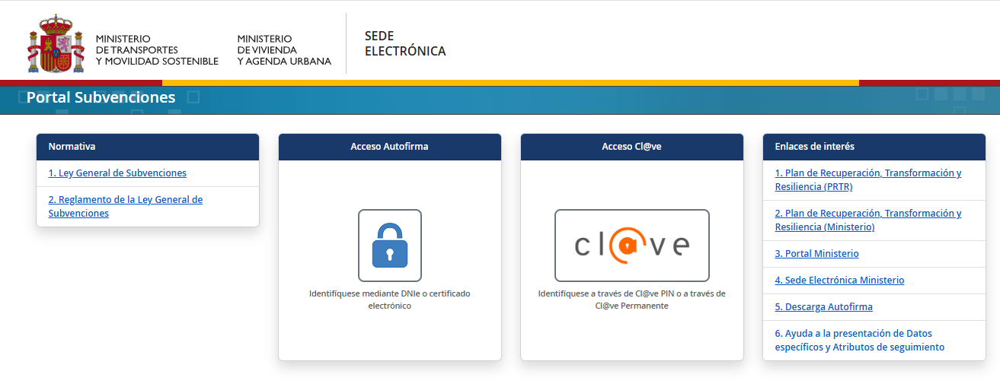 MINISTERIO
DE TRANSPORTES
Y MOVILIDAD SOSTENIBLE
MINISTERIO
DE VIVIENDA
Y AGENDA URBANA
SEDE
ELECTRÓNICA
Portal Subvenciones
Normativa
1. Ley General de Subvenciones
2. Reglamento de la Ley General de
Subvenciones
Acceso Autofirma
Identifíquese mediante DNIe o certificado
electrónico
Acceso Cl@ve
cl@ve
Identifíquese a través de Cl@ve PIN o a través de
Cl@ve Permanente
Enlaces de interés
1. Plan de Recuperación, Transformación y
Resiliencia (PRTR)
2. Plan de Recuperación, Transformación y
Resiliencia (Ministerio)
3. Portal Ministerio
4. Sede Electrónica Ministerio
5. Descarga Autofirma
6. Ayuda a la presentación de Datos
específicos y Atributos de seguimiento